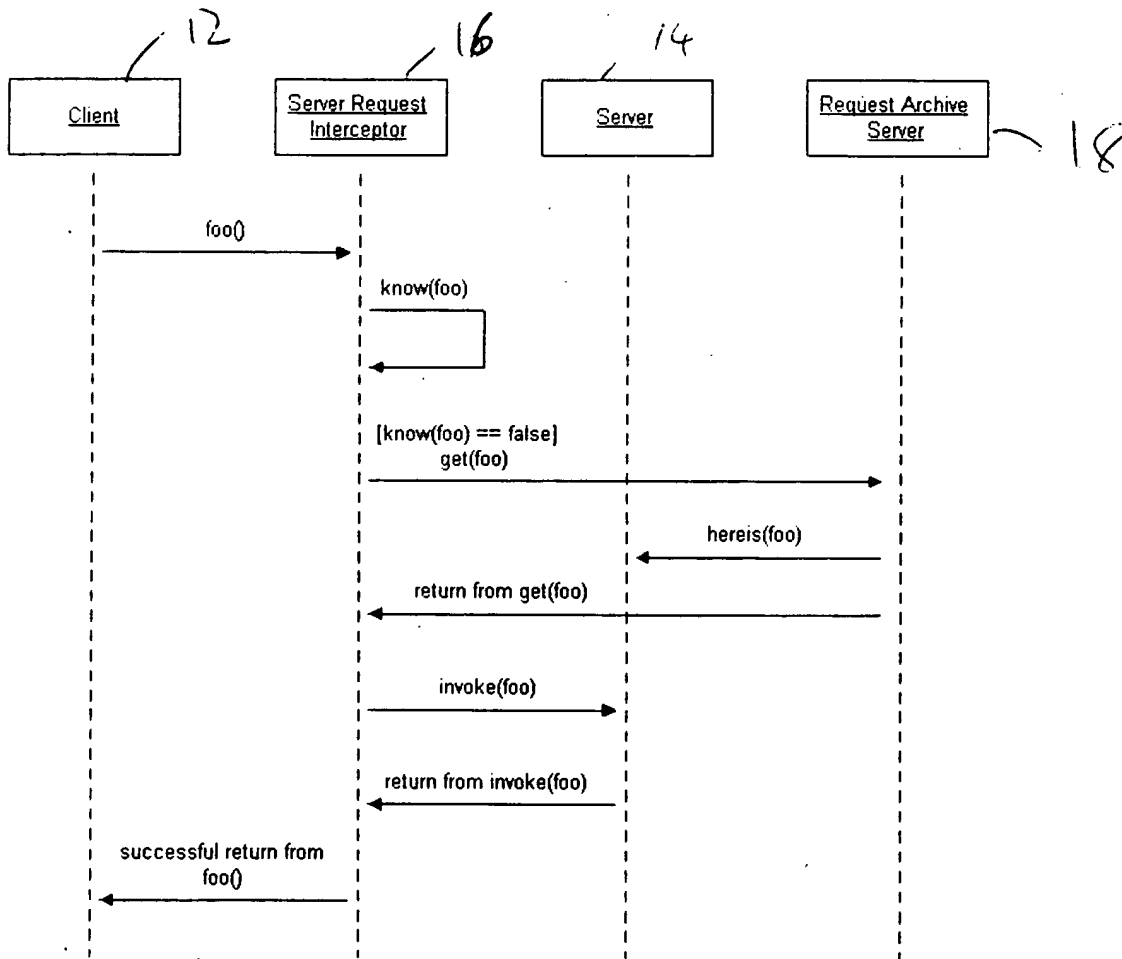 12
16
14
Client
Server Request
Interceptor
Server
Request Archive
Server
18
foo()
know(foo)
[know(foo) == false]
get(foo)
hereis(foo)
return from get(foo)
invoke(foo)
return from invoke(foo)
successful return from
foo()